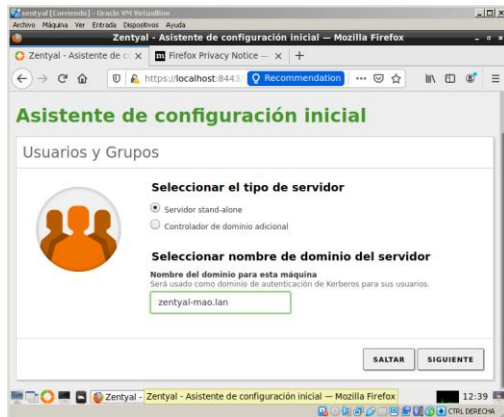 zentyal [Corriendo] - Oracle VM VirtualBox
Archivo Máquina Ver Entrada Dispositivos Ayuda
Zentyal - Asistente de configuración inicial — Mozilla Firefox
Zentyal - Asistente de co
Firefox Privacy Notice —
https://localhost:8443
Recommendation
Asistente de configuración inicial
Usuarios y Grupos
Seleccionar el tipo de servidor
Servidor stand-alone
Controlador de dominio adicional
Seleccionar nombre de dominio del servidor
Nombre del dominio para esta máquina
Será usado como dominio de autenticación de Kerberos para sus usuarios.
zentyal-mao.lan
SALTAR SIGUIENTE
Zentyal - Zentyal - Asistente de configuración inicial — Mozilla Firefox 12:39
CTRL DERECHA